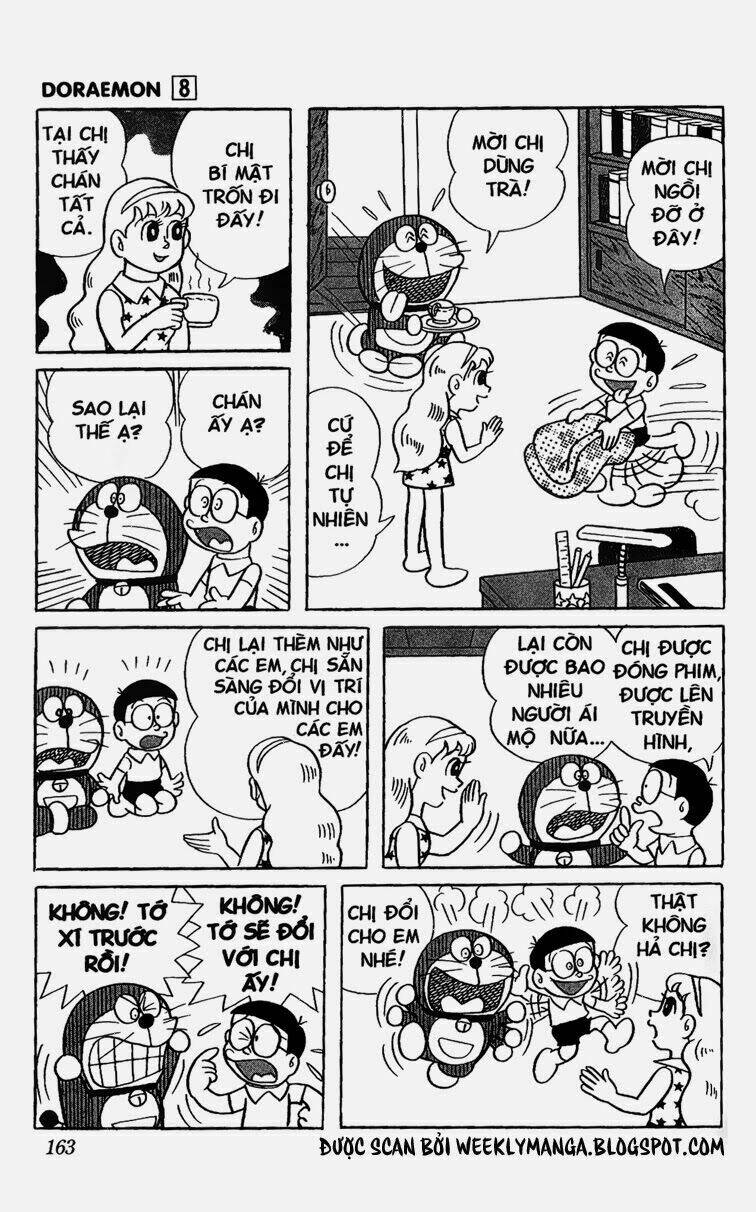 DORAEMON 8
MỜI CHỊ
NGỒI
ĐỠ Ở
ĐÂY!
MỜI CHỊ
DÙNG
TRÀ!
CỨ
ĐỂ
CHỊ
TỰ
NHIÊN
...
CHỊ
BÍ MẬT
TRỐN ĐI
ĐẤY!
TẠI CHỊ
THẤY
CHÁN
TẤT
CẢ.
CHÁN
ẤY Ạ?
SAO LẠI
THẾ Ạ?
CHỊ ĐƯỢC
ĐÓNG PHIM,
ĐƯỢC LÊN
TRUYỀN
HÌNH,
LẠI CÒN
ĐƯỢC BAO
NHIÊU
NGƯỜI ÁI
MỘ NỮA...
CHỊ LẠI THÈM NHƯ
CÁC EM, CHỊ SẴN
SÀNG ĐỔI VỊ TRÍ
CỦA MÌNH CHO
CÁC EM
ĐẤY!
THẬT
KHÔNG
HẢ CHỊ?
CHỊ ĐỔI
CHO EM
NHÉ!
KHÔNG!
TỚ SẼ ĐỔI
VỚI CHỊ
ẤY!
KHÔNG! TỚ
XÍ TRƯỚC
RỒI!
163
ĐƯỢC SCAN BỞI WEEKLYMANGA.BLOGSPOT.COM